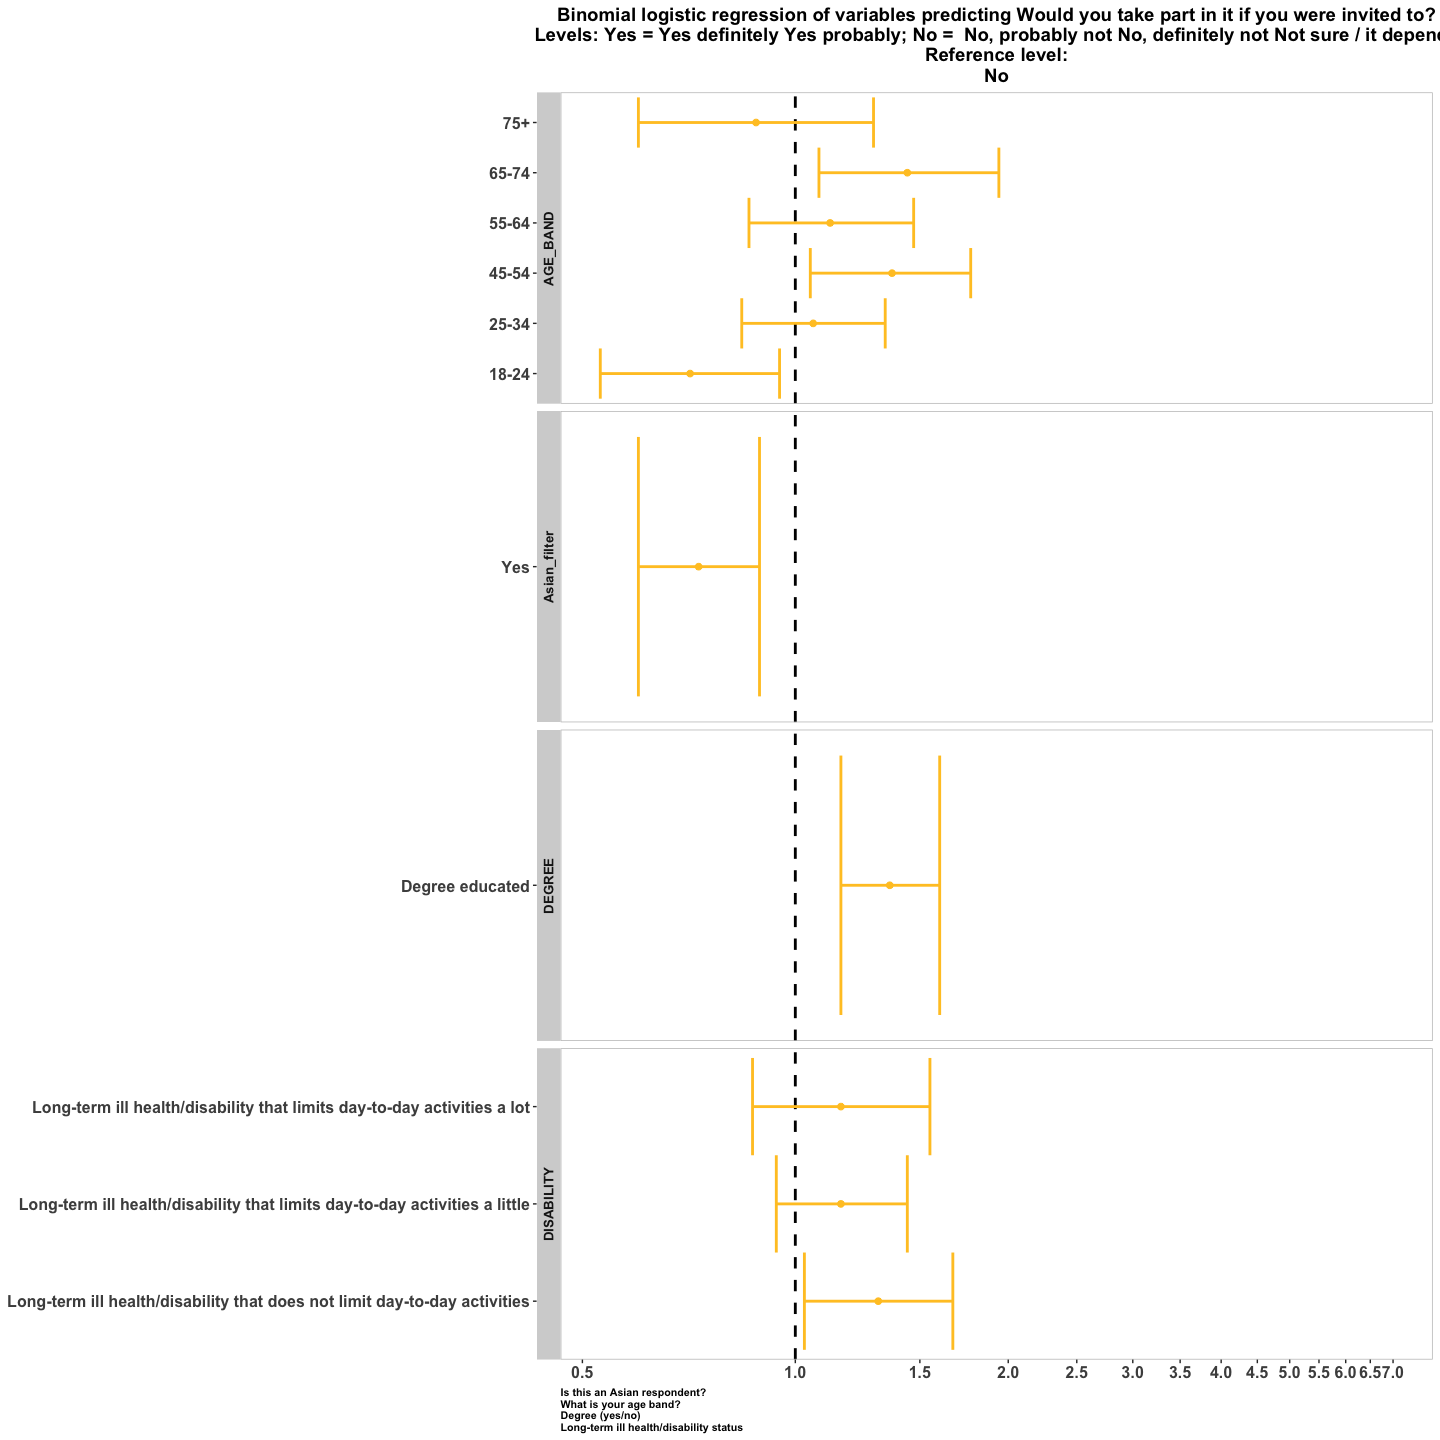 Binomial logistic regression of variables predicting Would you take part in it if you were invited to?
Levels: Yes = Yes definitely Yes probably; No =  No, probably not No, definitely not Not sure / it depen
Reference level:
No
75+
65-74
55-64
45-54
25-34
18-24
AGE_BAND
Yes
Asian_filter
Degree educated
DEGREE
Long-term ill health/disability that limits day-to-day activities a lot
Long-term ill health/disability that limits day-to-day activities a little
Long-term ill health/disability that does not limit day-to-day activities
DISABILITY
0.5 1.0 1.5 2.0 2.5 3.0 3.5 4.0 4.5 5.0 5.5 6.0 6.5 7.0
Is this an Asian respondent?
What is your age band?
Degree (yes/no)
Long-term ill health/disability status